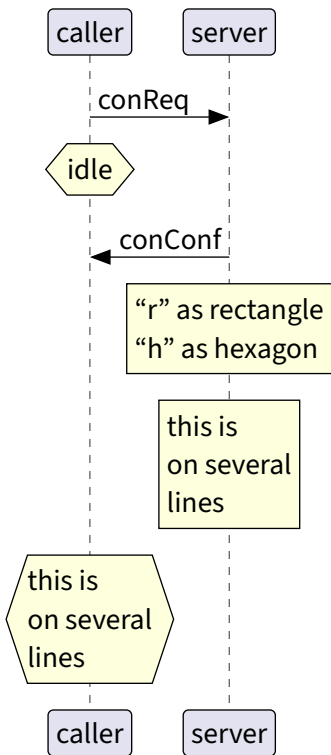 caller server
conReq
idle
conConf
“r” as rectangle
“h” as hexagon
this is
on several
lines
this is
on several
lines
caller server